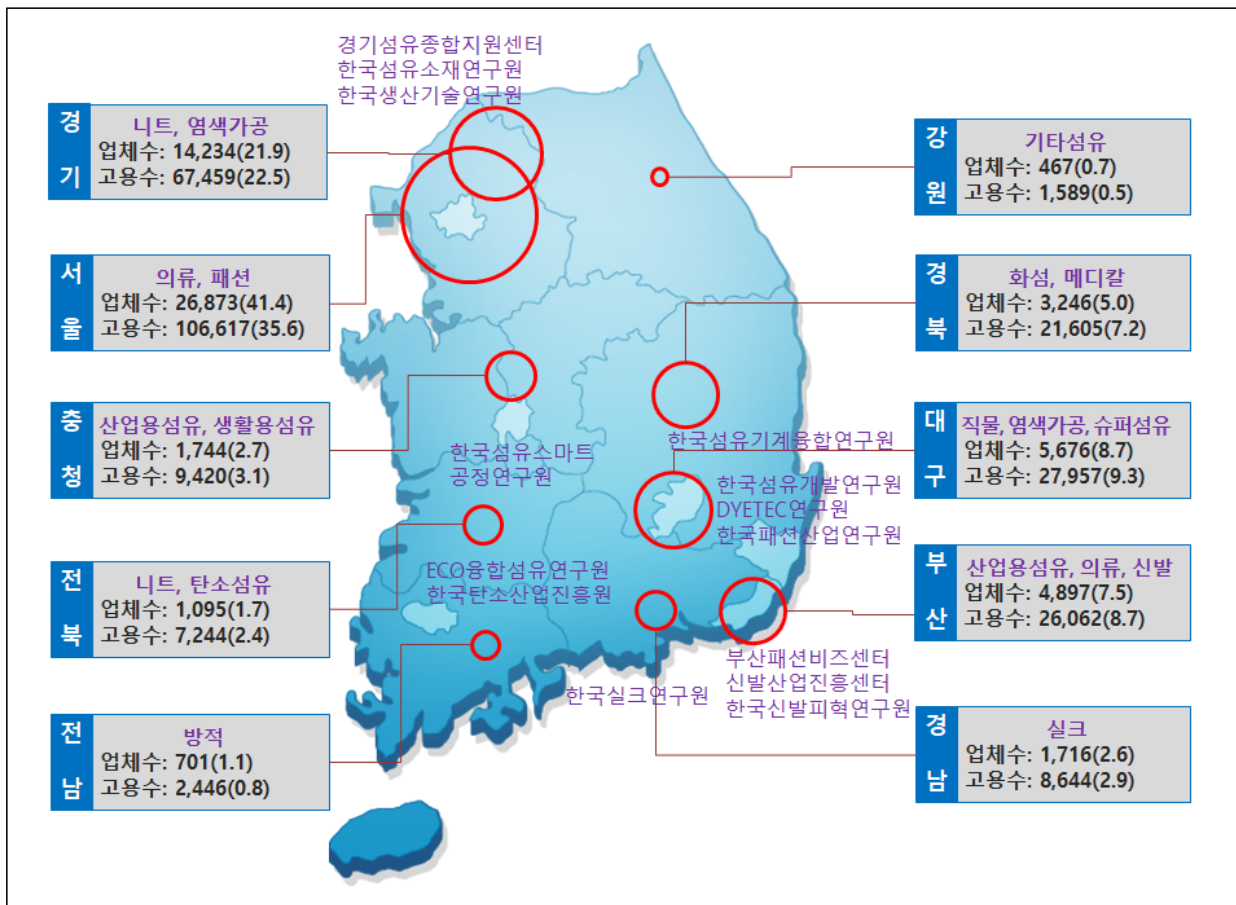 경기섬유종합지원센터
한국섬유소재연구원
한국생산기술연구원
경기
니트, 염색가공
업체수: 14,234(21.9)
고용수: 67,459(22.5)
강원
기타섬유
업체수: 467(0.7)
고용수: 1,589(0.5)
서울
의류, 패션
업체수: 26,873(41.4)
고용수: 106,617(35.6)
경북
화섬, 메디칼
업체수: 3,246(5.0)
고용수: 21,605(7.2)
충청
산업용섬유, 생활용섬유
업체수: 1,744(2.7)
고용수: 9,420(3.1)
한국섬유스마트
공정연구원
한국섬유기계융합연구원
대구
직물, 염색가공, 슈퍼섬유
업체수: 5,676(8.7)
고용수: 27,957(9.3)
한국섬유개발연구원
DYETEC연구원
한국패션산업연구원
전북
니트, 탄소섬유
업체수: 1,095(1.7)
고용수: 7,244(2.4)
ECO융합섬유연구원
한국탄소산업진흥원
부산
산업용섬유, 의류, 신발
업체수: 4,897(7.5)
고용수: 26,062(8.7)
부산패션비즈센터
신발산업진흥센터
한국신발피혁연구원
한국실크연구원
전남
방적
업체수: 701(1.1)
고용수: 2,446(0.8)
경남
실크
업체수: 1,716(2.6)
고용수: 8,644(2.9)